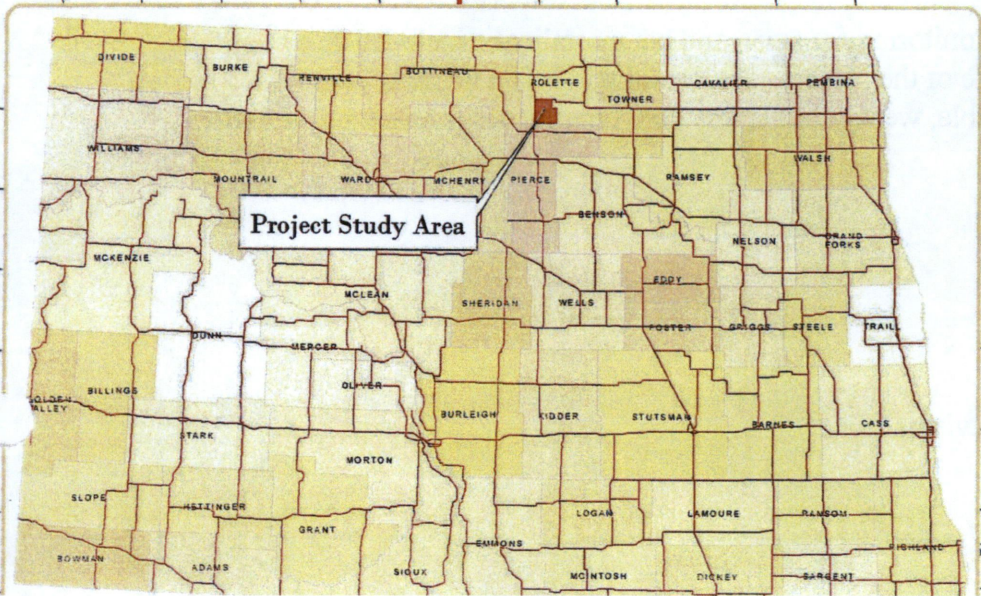 DIVIDE
BURKE
RENVILLE
BOTTINEAU
ROLETTE
TOWNER
CAVALIER
PEMBINA
WILLIAMS
MOUNTRAIL
WARD
MCHENRY
PIERCE
RAMSEY
WALSH
Project Study Area
BENSON
NELSON
GRAND
FORKS
MCKENZIE
MCLEAN
SHERIDAN
WELLS
EDDY
DUNN
MERCER
FOSTER
GRIGGS
STEELE
TRAILL
GOLDEN
VALLEY
BILLINGS
OLIVER
BURLEIGH
KIDDER
STUTSMAN
BARNES
CASS
STARK
MORTON
SLOPE
HETTINGER
GRANT
LOGAN
LAMOURE
RANSOM
EMMONS
RICHLAND
BOWMAN
ADAMS
SIOUX
MCINTOSH
DICKEY
SARGENT